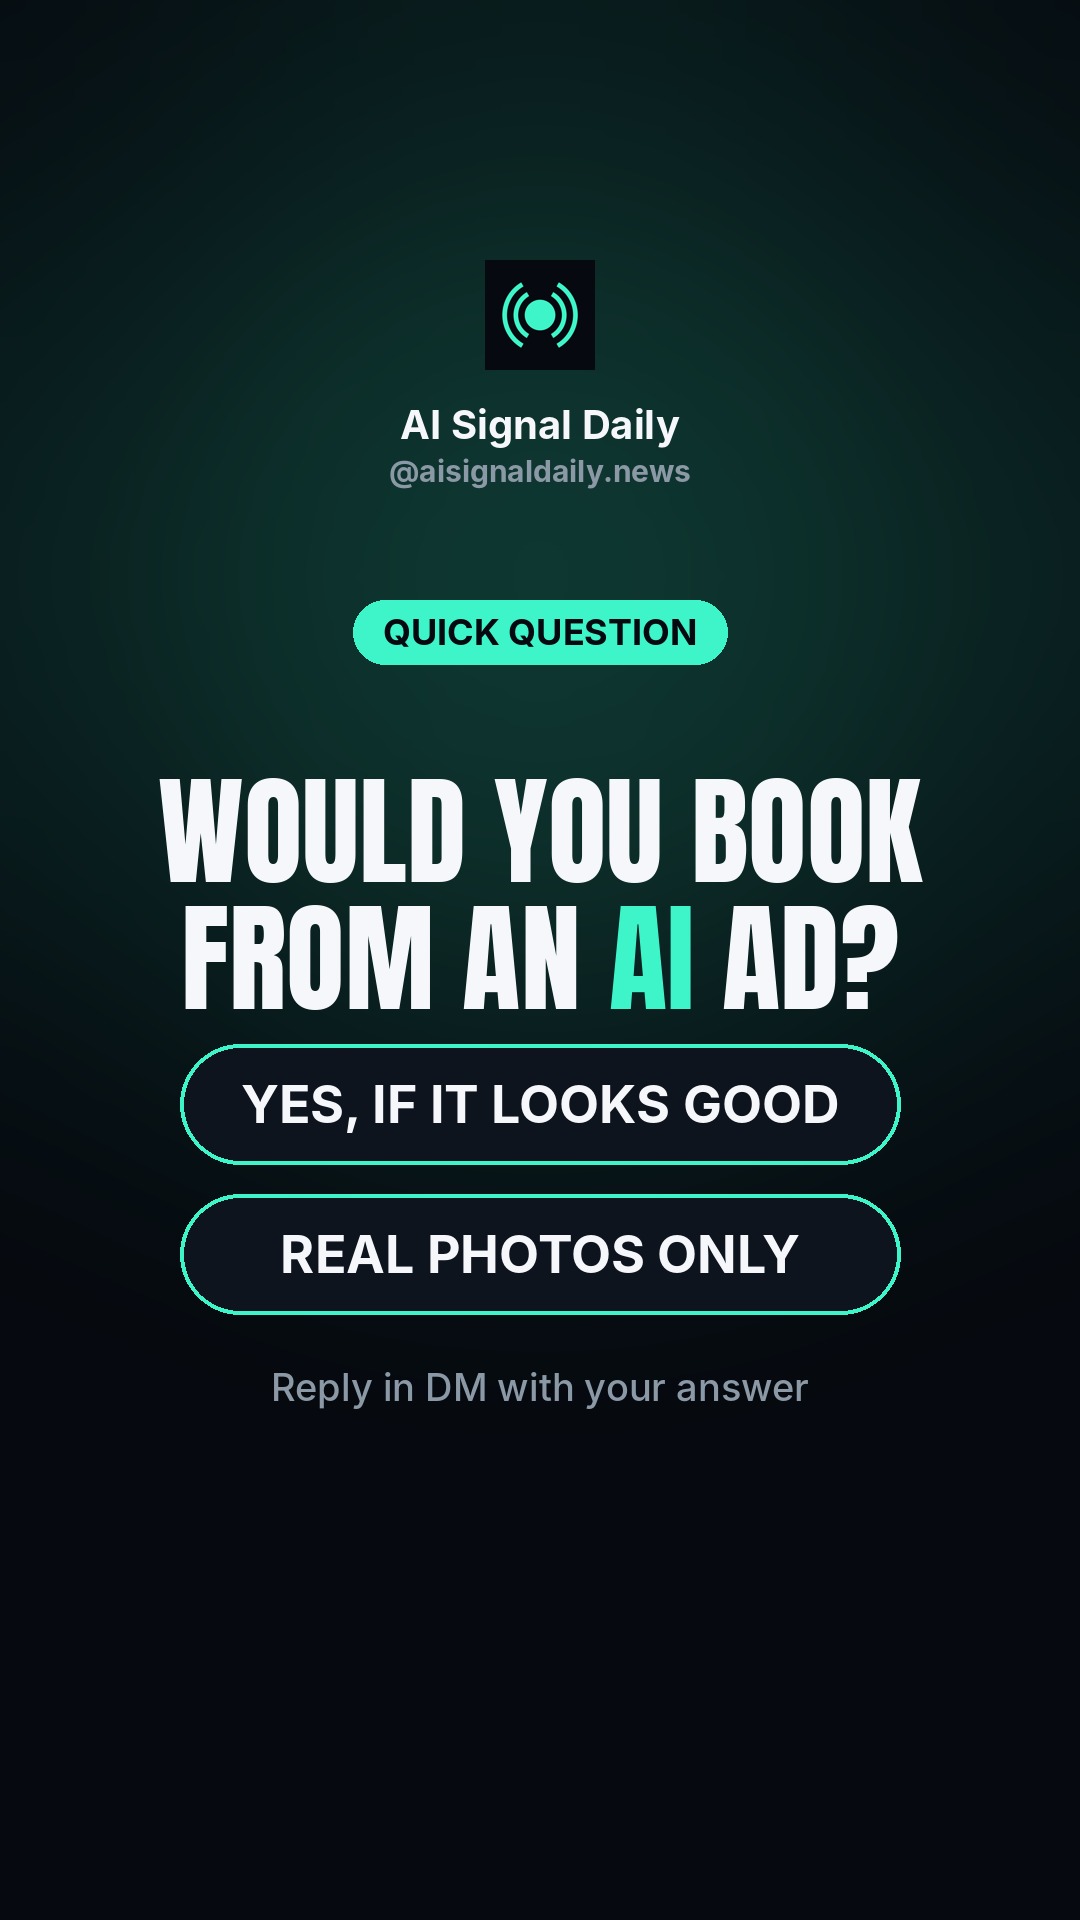 AI Signal Daily
@aisignaldaily.news
QUICK QUESTION
WOULD YOU BOOK
FROM AN AI AD?
YES, IF IT LOOKS GOOD
REAL PHOTOS ONLY
Reply in DM with your answer